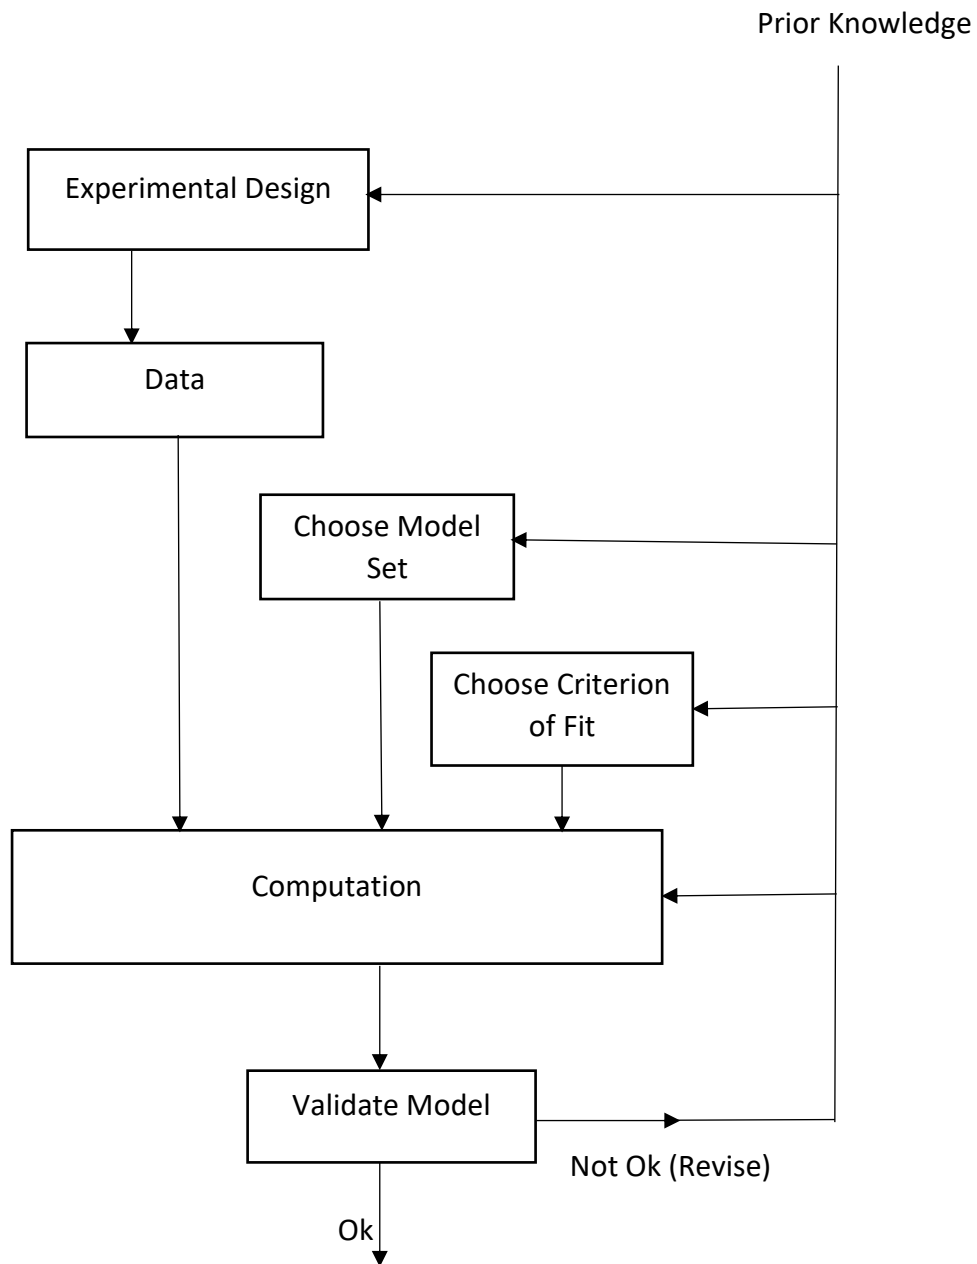 Prior Knowledge
Experimental Design
Data
Choose Model
Set
Choose Criterion
of Fit
Computation
Validate Model
Not Ok (Revise)
Ok